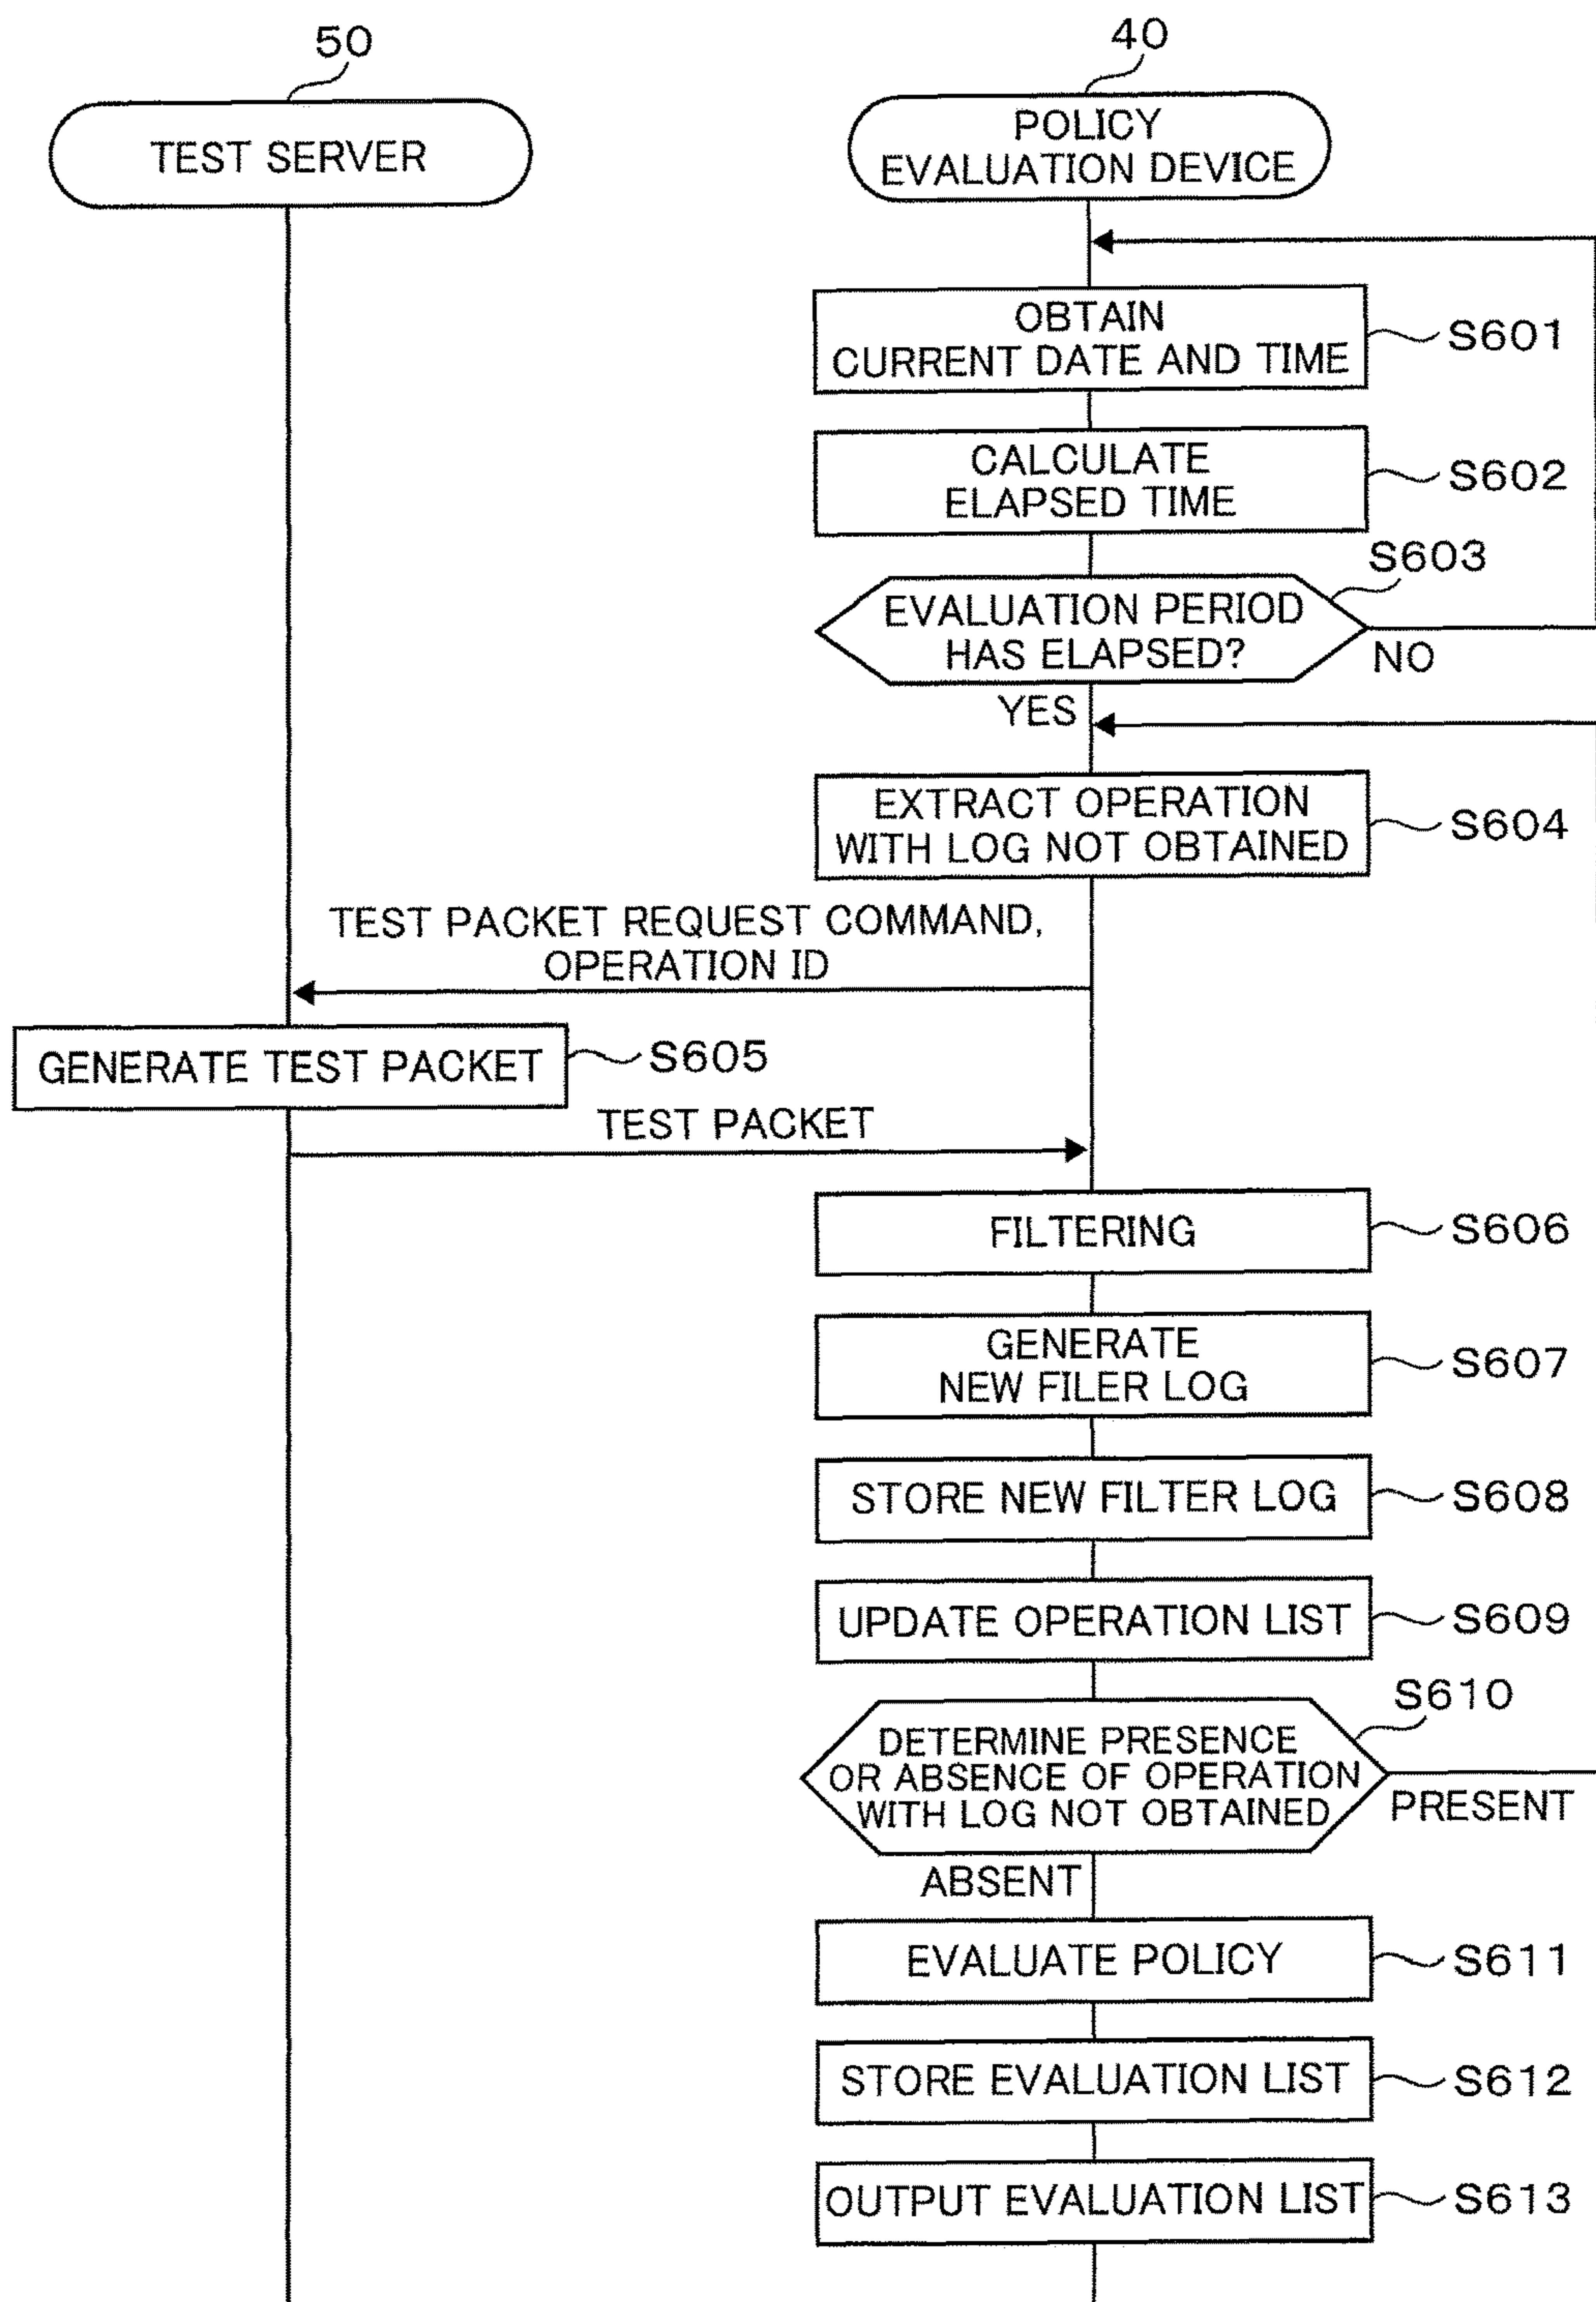 50
TEST SERVER
40
POLICY
EVALUATION DEVICE
OBTAIN
CURRENT DATE AND TIME
S601
CALCULATE
ELAPSED TIME
S602
S603
EVALUATION PERIOD
HAS ELAPSED?
NO
YES
EXTRACT OPERATION
WITH LOG NOT OBTAINED
S604
TEST PACKET REQUEST COMMAND,
OPERATION ID
GENERATE TEST PACKET
S605
TEST PACKET
FILTERING
S606
GENERATE
NEW FILER LOG
S607
STORE NEW FILTER LOG
S608
UPDATE OPERATION LIST
S609
S610
DETERMINE PRESENCE
OR ABSENCE OF OPERATION
WITH LOG NOT OBTAINED
PRESENT
ABSENT
EVALUATE POLICY
S611
STORE EVALUATION LIST
S612
OUTPUT EVALUATION LIST
S613